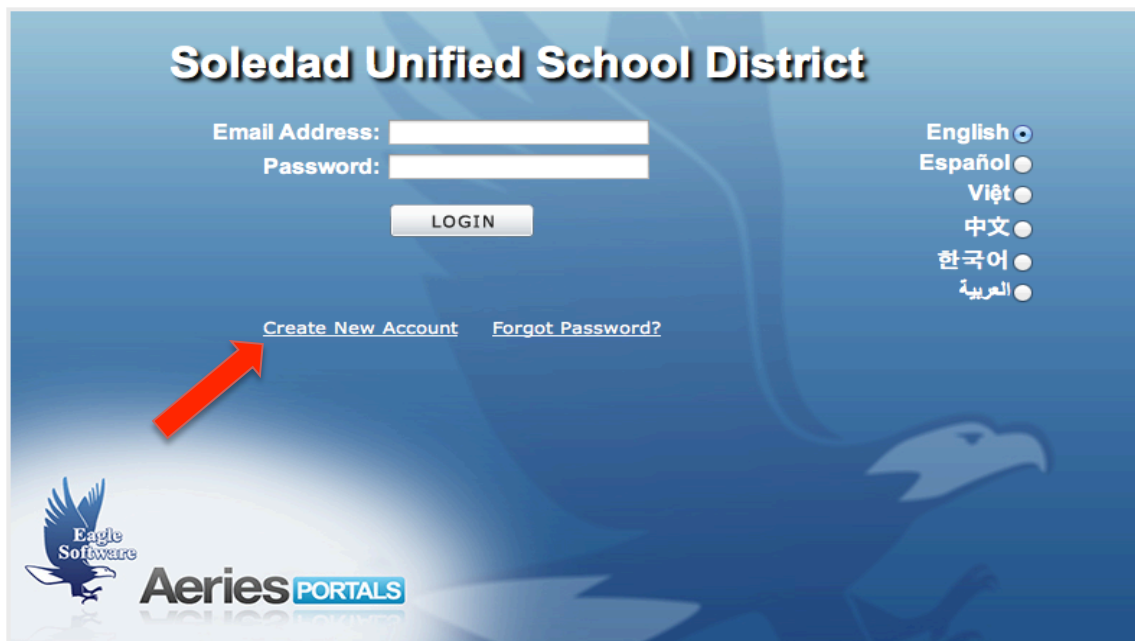 Soledad Unified School District
Email Address:
Password:
LOGIN
English
Español
Việt
中文
한국어
العربية
Create New Account
Forgot Password?
Eagle
Software
Aeries PORTALS